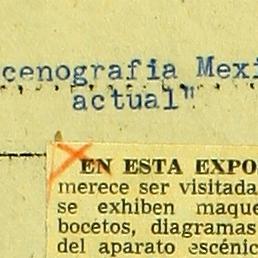 cenografia Mexi
actual"
EN ESTA EXPO
merece ser visitada
se exhiben maque
bocetos, diagramas
del aparato escénic